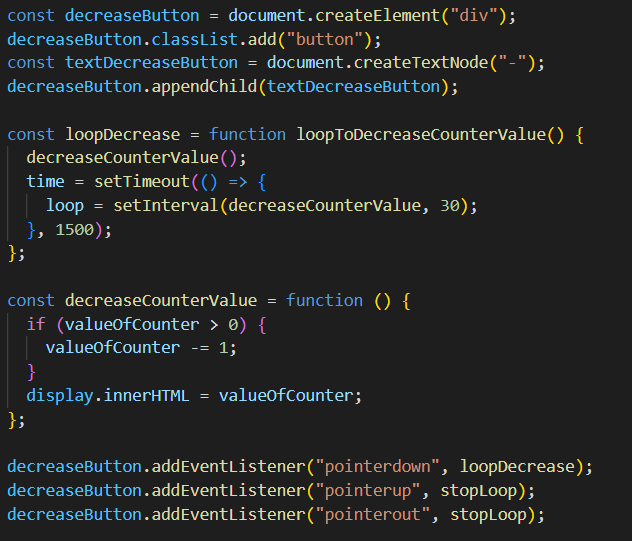 const decreaseButton = document.createElement("div");
decreaseButton.classList.add("button");
const textDecreaseButton = document.createTextNode("-");
decreaseButton.appendChild(textDecreaseButton);

const loopDecrease = function loopToDecreaseCounterValue() {
  decreaseCounterValue();
  time = setTimeout(() => {
    loop = setInterval(decreaseCounterValue, 30);
  }, 1500);
};

const decreaseCounterValue = function () {
  if (valueOfCounter > 0) {
    valueOfCounter -= 1;
  }
  display.innerHTML = valueOfCounter;
};

decreaseButton.addEventListener("pointerdown", loopDecrease);
decreaseButton.addEventListener("pointerup", stopLoop);
decreaseButton.addEventListener("pointerout", stopLoop);